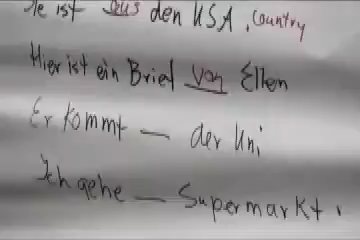 ie ist aus den USA. Country
Hier ist ein Brief von Ellen
Er kommt — der Uni
Ich gehe — Supermarkt.